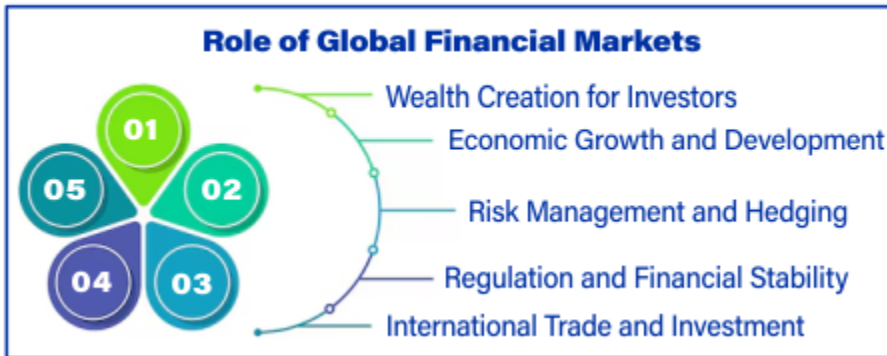 Role of Global Financial Markets
01
02
03
04
05
Wealth Creation for Investors
Economic Growth and Development
Risk Management and Hedging
Regulation and Financial Stability
International Trade and Investment